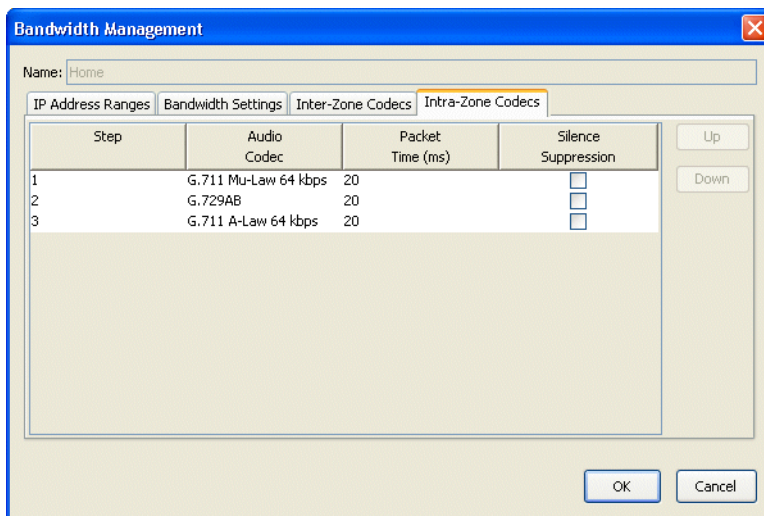 Bandwidth Management
Name: Home
IP Address Ranges Bandwidth Settings Inter-Zone Codecs Intra-Zone Codecs
Step Audio Codec Packet Time (ms) Silence Suppression
1 G.711 Mu-Law 64 kbps 20
2 G.729AB 20
3 G.711 A-Law 64 kbps 20
Up
Down
OK Cancel